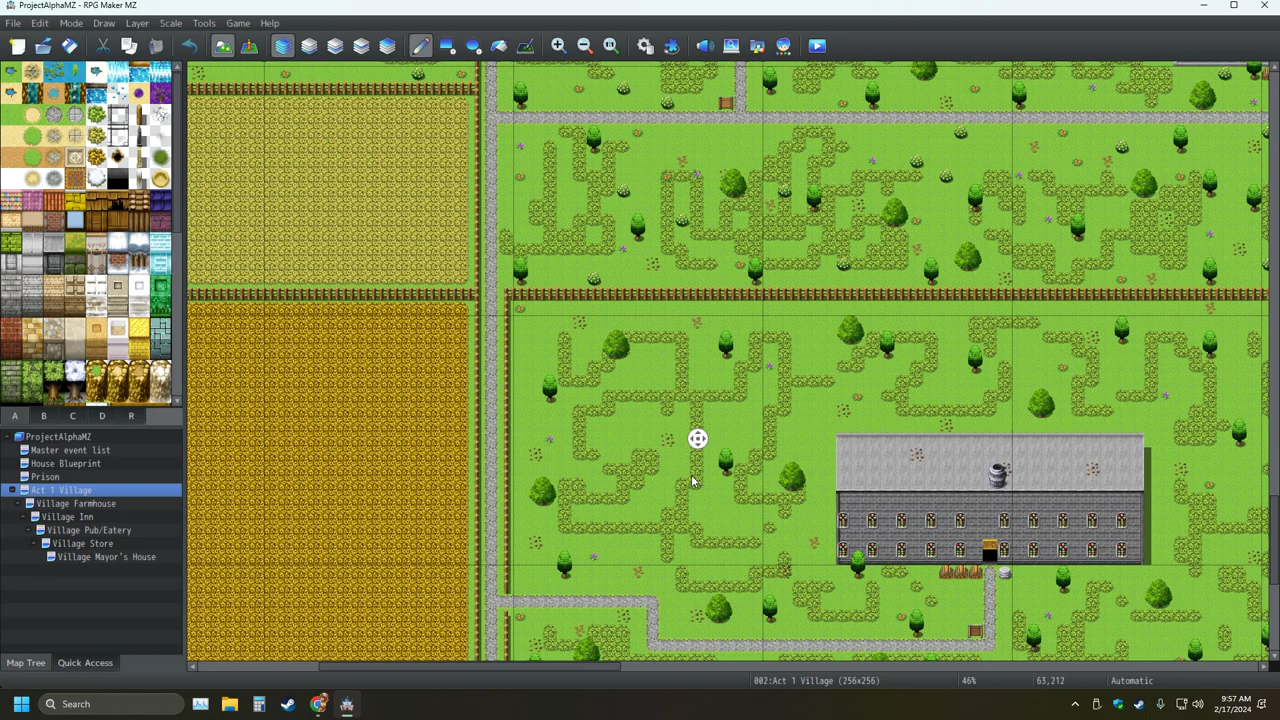 ProjectAlphaMZ - RPG Maker MZ
File Edit Mode Draw Layer Scale Tools Game Help
A B C D R
ProjectAlphaMZ
Master event list
House Blueprint
Prison
Act 1 Village
Village Farmhouse
Village Inn
Village Pub/Eatery
Village Store
Village Mayor's House
Map Tree Quick Access
002:Act 1 Village (256x256) 46% 63,212 Automatic
Search
9:57 AM
2/17/2024